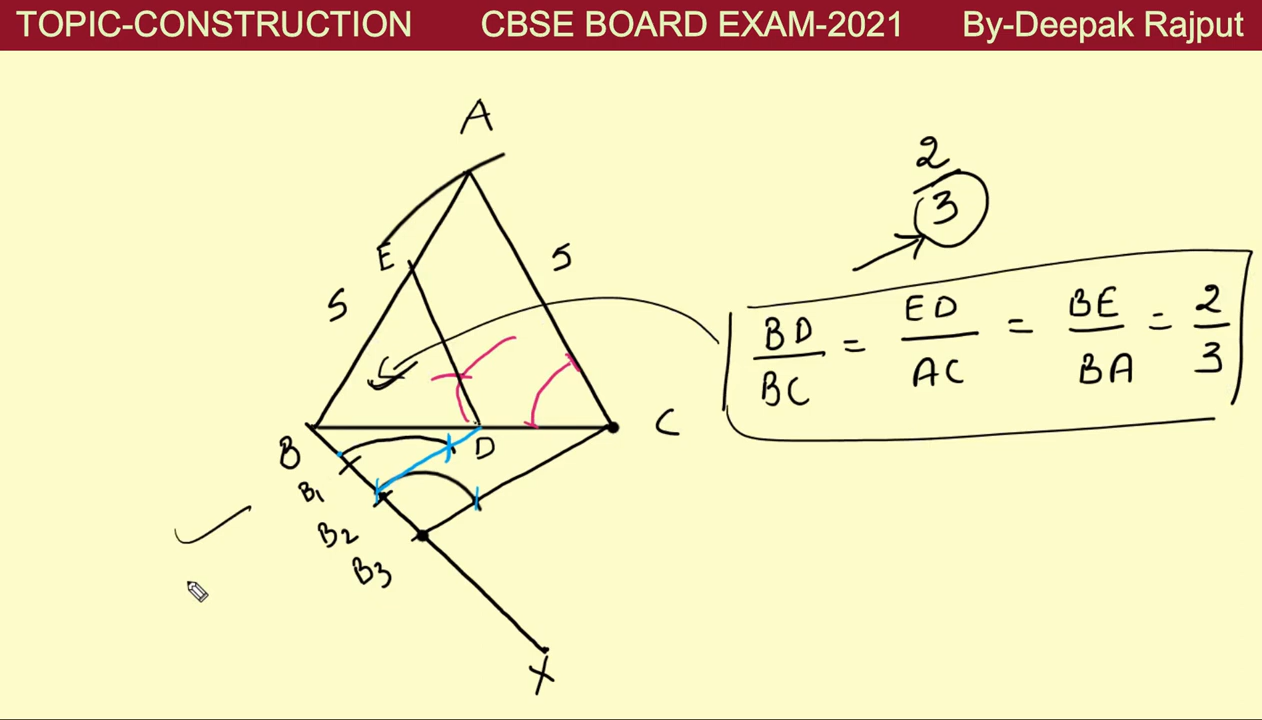 TOPIC-CONSTRUCTION CBSE BOARD EXAM-2021 By-Deepak Rajput
A
2
3
E
5
5
BD = ED = BE = 2
BC AC BA 3
B
D
C
B1
B2
B3
X